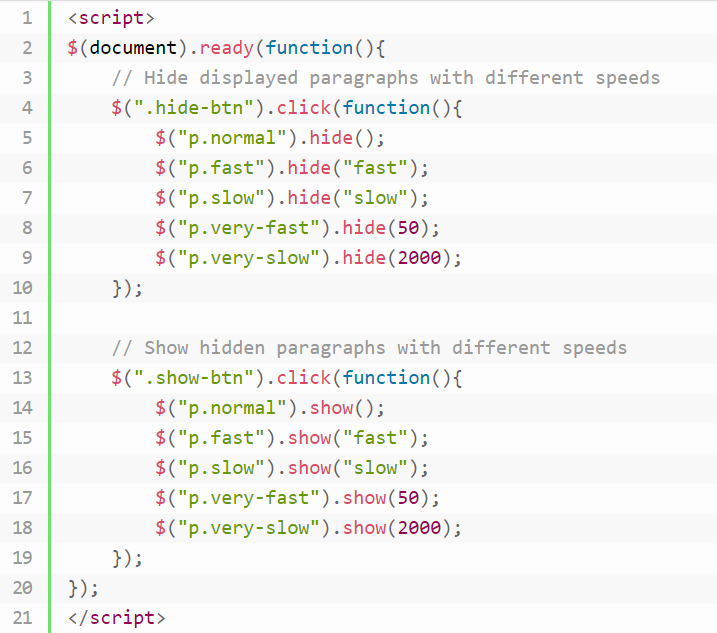 1 <script>
2 $(document).ready(function(){
3     // Hide displayed paragraphs with different speeds
4     $(".hide-btn").click(function(){
5         $("p.normal").hide();
6         $("p.fast").hide("fast");
7         $("p.slow").hide("slow");
8         $("p.very-fast").hide(50);
9         $("p.very-slow").hide(2000);
10     });
11
12     // Show hidden paragraphs with different speeds
13     $(".show-btn").click(function(){
14         $("p.normal").show();
15         $("p.fast").show("fast");
16         $("p.slow").show("slow");
17         $("p.very-fast").show(50);
18         $("p.very-slow").show(2000);
19     });
20 });
21 </script>